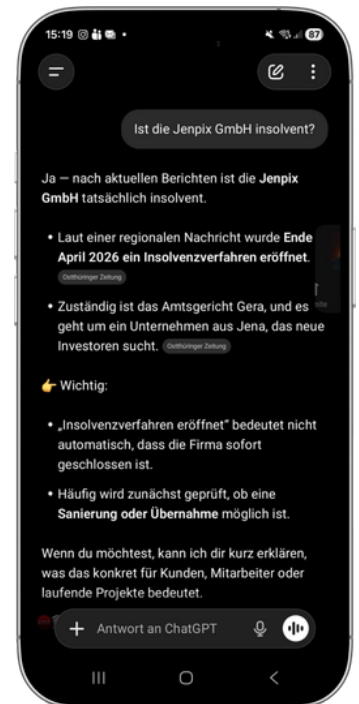 15:19
87
Ist die Jenpix GmbH insolvent?
Ja – nach aktuellen Berichten ist die Jenpix
GmbH tatsächlich insolvent.
• Laut einer regionalen Nachricht wurde Ende
April 2026 ein Insolvenzverfahren eröffnet.
Ostthüringer Zeitung
• Zuständig ist das Amtsgericht Gera, und es
geht um ein Unternehmen aus Jena, das neue
Investoren sucht. Ostthüringer Zeitung
👉 Wichtig:
• „Insolvenzverfahren eröffnet“ bedeutet nicht
automatisch, dass die Firma sofort
geschlossen ist.
• Häufig wird zunächst geprüft, ob eine
Sanierung oder Übernahme möglich ist.
Wenn du möchtest, kann ich dir kurz erklären,
was das konkret für Kunden, Mitarbeiter oder
laufende Projekte bedeutet.
Antwort an ChatGPT